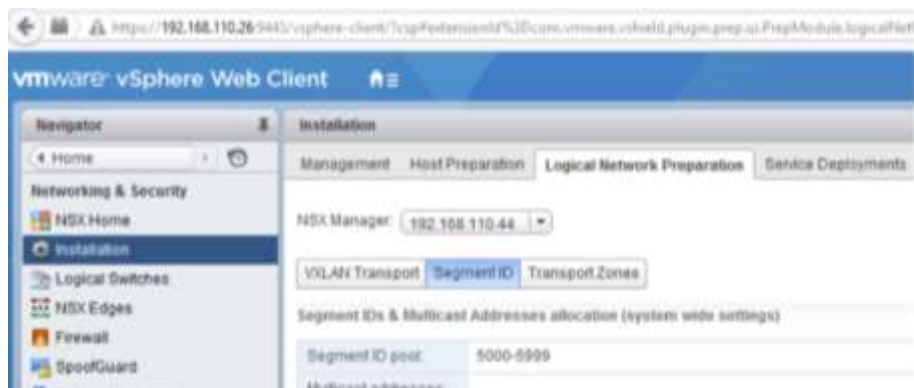 https://192.168.110.26:9443/vsphere-client/?csp#extensionId%3Dcom.vmware.vshield.plugin.prep.ui.PrepModule.logicalNet
vmware vSphere Web Client
Navigator
Installation
Home
Management Host Preparation Logical Network Preparation Service Deployments
Networking & Security
NSX Home
NSX Manager: 192.168.110.44
Installation
Logical Switches
VXLAN Transport Segment ID Transport Zones
NSX Edges
Segment IDs & Multicast Addresses allocation (system wide settings)
Firewall
Segment ID pool: 5000-5999
SpoofGuard
Multicast addresses